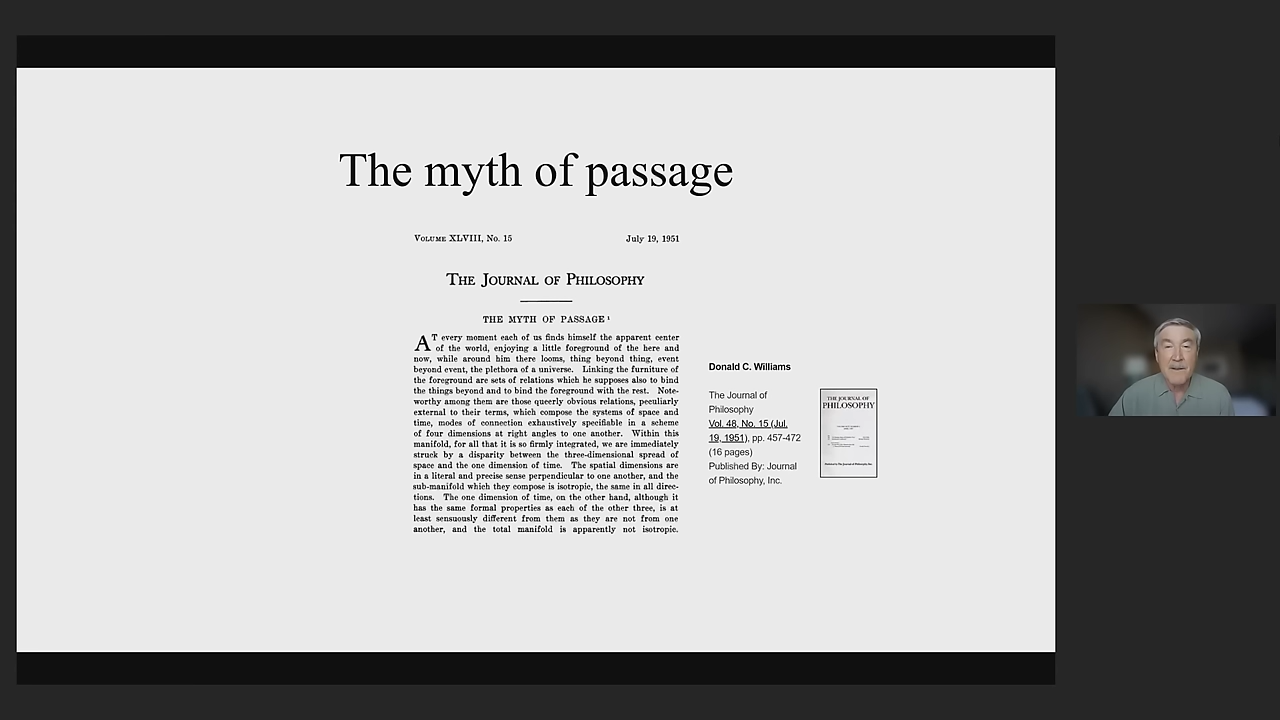 The myth of passage
Volume XLVIII, No. 15 July 19, 1951
The Journal of Philosophy
THE MYTH OF PASSAGE ¹
AT every moment each of us finds himself the apparent center
of the world, enjoying a little foreground of the here and
now, while around him there looms, thing beyond thing, event
beyond event, the plethora of a universe. Linking the furniture of
the foreground are sets of relations which he supposes also to bind
the things beyond and to bind the foreground with the rest. Note-
worthy among them are those queerly obvious relations, peculiarly
external to their terms, which compose the systems of space and
time, modes of connection exhaustively specifiable in a scheme
of four dimensions at right angles to one another. Within this
manifold, for all that it is so firmly integrated, we are immediately
struck by a disparity between the three-dimensional spread of
space and the one dimension of time. The spatial dimensions are
in a literal and precise sense perpendicular to one another, and the
sub-manifold which they compose is isotropic, the same in all direc-
tions. The one dimension of time, on the other hand, although it
has the same formal properties as each of the other three, is at
least sensuously different from them as they are not from one
another, and the total manifold is apparently not isotropic.
Donald C. Williams
The Journal of
Philosophy
Vol. 48, No. 15 (Jul.
19, 1951), pp. 457-472
(16 pages)
Published By: Journal
of Philosophy, Inc.
THE JOURNAL OF
PHILOSOPHY